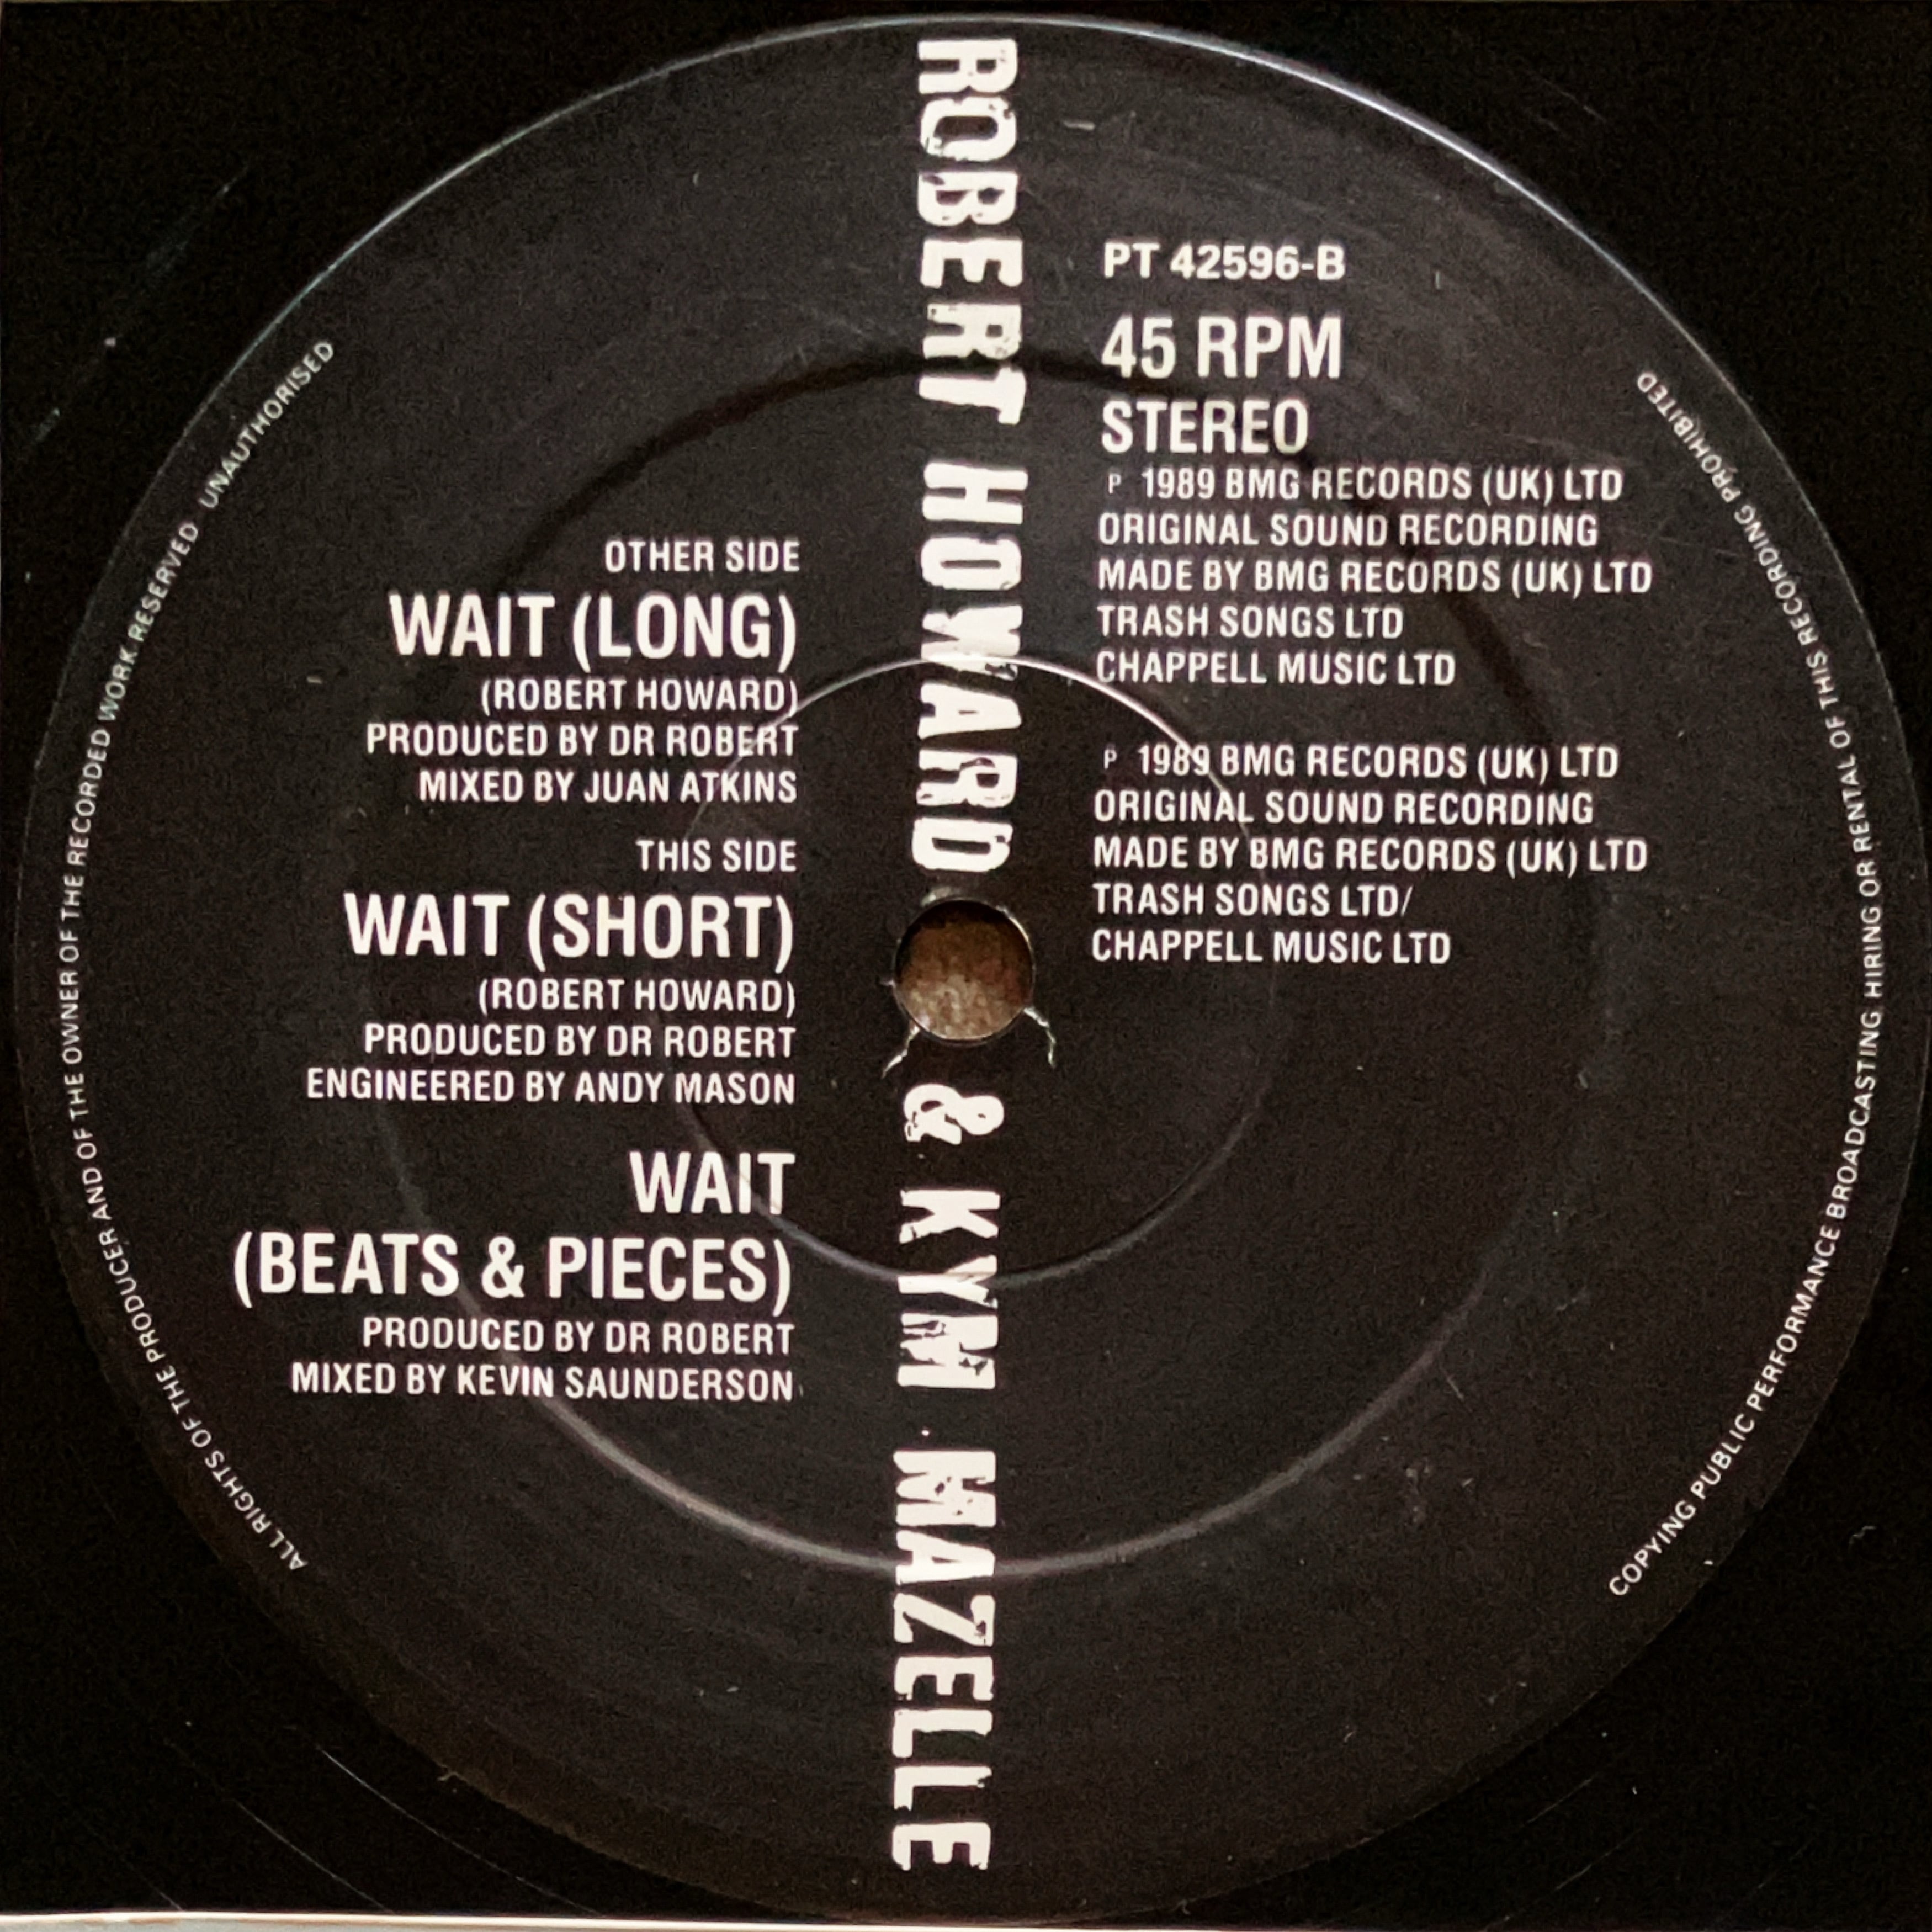 ROBERT HOWARD & KYM MAZELLE
OTHER SIDE
WAIT (LONG)
(ROBERT HOWARD)
PRODUCED BY DR ROBERT
MIXED BY JUAN ATKINS
THIS SIDE
WAIT (SHORT)
(ROBERT HOWARD)
PRODUCED BY DR ROBERT
ENGINEERED BY ANDY MASON
WAIT
(BEATS & PIECES)
PRODUCED BY DR ROBERT
MIXED BY KEVIN SAUNDERSON
PT 42596-B
45 RPM
STEREO
P 1989 BMG RECORDS (UK) LTD
ORIGINAL SOUND RECORDING
MADE BY BMG RECORDS (UK) LTD
TRASH SONGS LTD
CHAPPELL MUSIC LTD
P 1989 BMG RECORDS (UK) LTD
ORIGINAL SOUND RECORDING
MADE BY BMG RECORDS (UK) LTD
TRASH SONGS LTD/
CHAPPELL MUSIC LTD
ALL RIGHTS OF THE PRODUCER AND OF THE OWNER OF THE RECORDED WORK RESERVED UNAUTHORISED
COPYING PUBLIC PERFORMANCE BROADCASTING HIRING OR RENTAL OF THIS RECORDING PROHIBITED